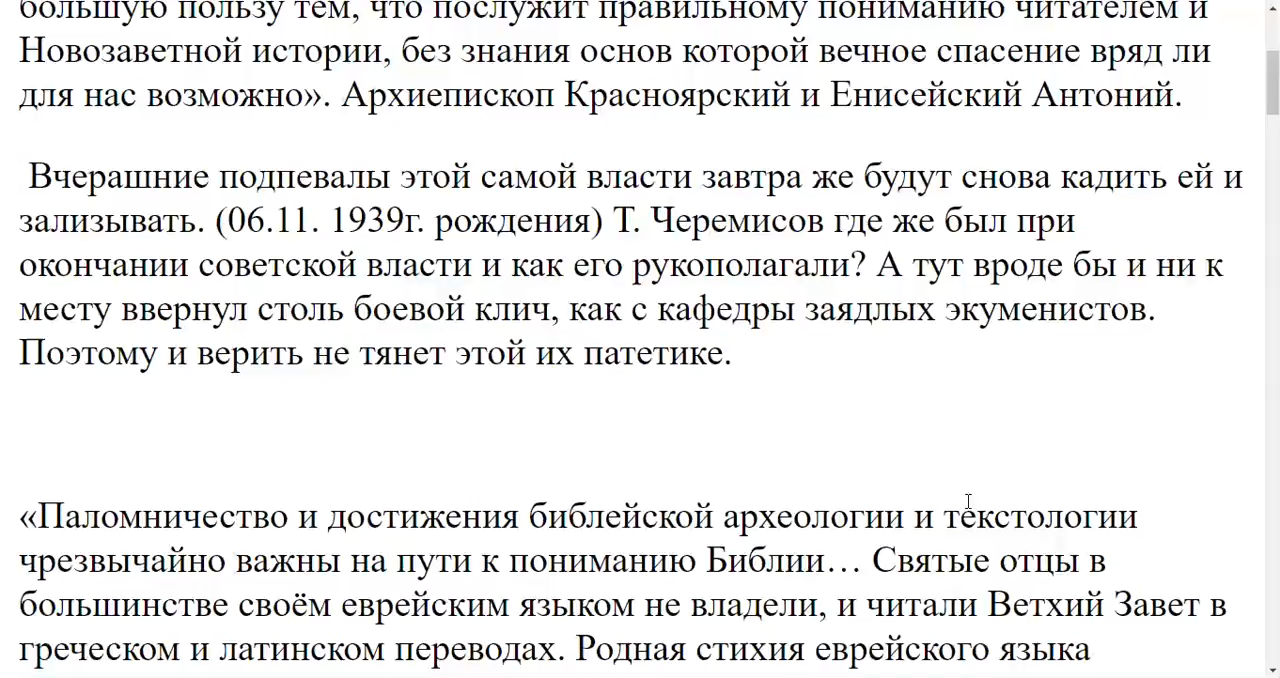 большую пользу тем, что послужит правильному пониманию читателем и
Новозаветной истории, без знания основ которой вечное спасение вряд ли
для нас возможно». Архиепископ Красноярский и Енисейский Антоний.
Вчерашние подпевалы этой самой власти завтра же будут снова кадить ей и
зализывать. (06.11. 1939г. рождения) Т. Черемисов где же был при
окончании советской власти и как его рукополагали? А тут вроде бы и ни к
месту ввернул столь боевой клич, как с кафедры заядлых экуменистов.
Поэтому и верить не тянет этой их патетике.
«Паломничество и достижения библейской археологии и текстологии
чрезвычайно важны на пути к пониманию Библии… Святые отцы в
большинстве своём еврейским языком не владели, и читали Ветхий Завет в
греческом и латинском переводах. Родная стихия еврейского языка